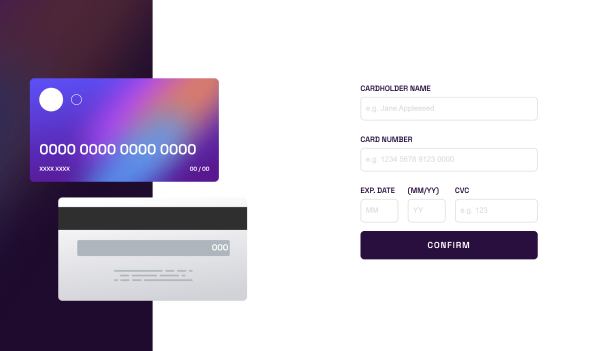 0000 0000 0000 0000
XXXX XXXX 00 / 00
000
CARDHOLDER NAME
e.g. Jane Appleseed
CARD NUMBER
e.g. 1234 5678 9123 0000
EXP. DATE (MM/YY) CVC
MM YY e.g. 123
CONFIRM